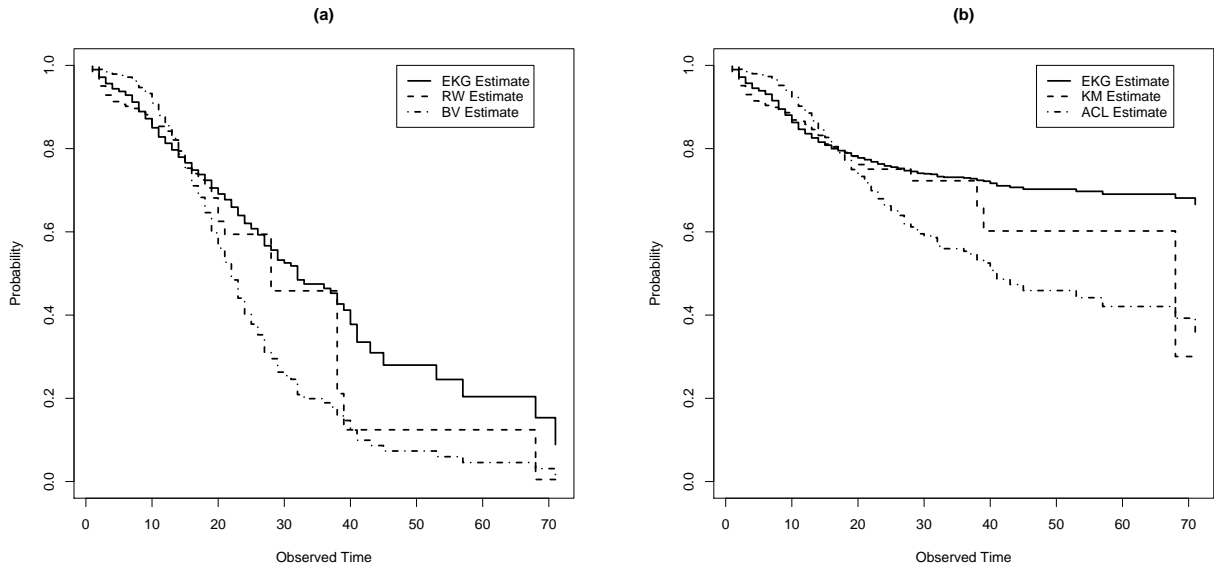 (a)
EKG Estimate
RW Estimate
BV Estimate
Probability
0.0
0.2
0.4
0.6
0.8
1.0
0 10 20 30 40 50 60 70
Observed Time
(b)
EKG Estimate
KM Estimate
ACL Estimate
Probability
0.0
0.2
0.4
0.6
0.8
1.0
0 10 20 30 40 50 60 70
Observed Time